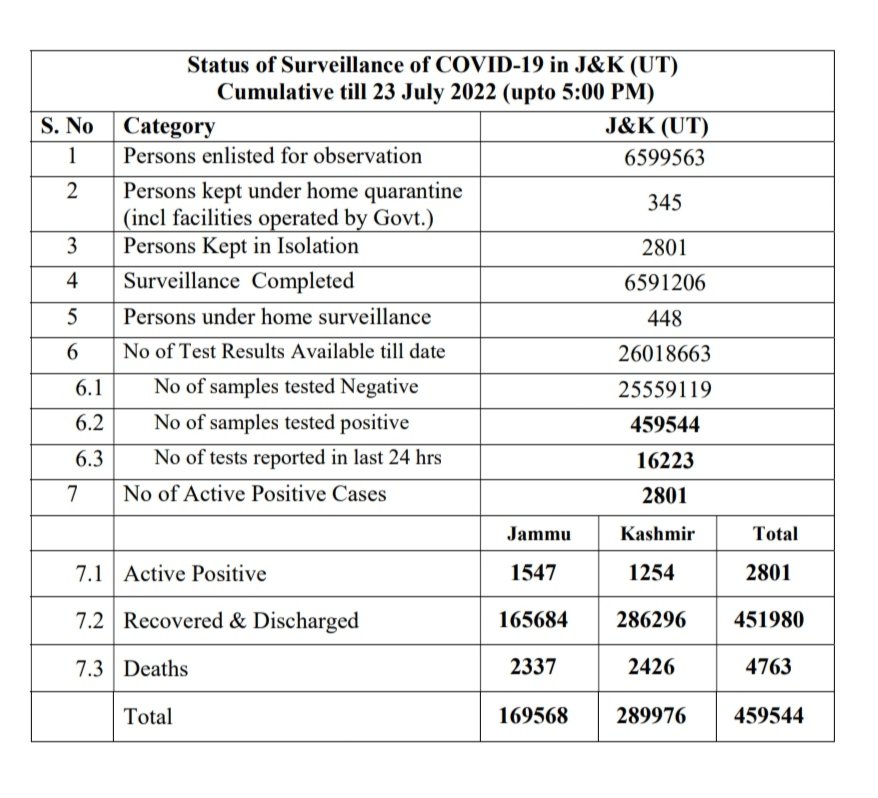 Status of Surveillance of COVID-19 in J&K (UT)
Cumulative till 23 July 2022 (upto 5:00 PM)
S. No Category J&K (UT)
1 Persons enlisted for observation 6599563
2 Persons kept under home quarantine
(incl facilities operated by Govt.) 345
3 Persons Kept in Isolation 2801
4 Surveillance Completed 6591206
5 Persons under home surveillance 448
6 No of Test Results Available till date 26018663
6.1 No of samples tested Negative 25559119
6.2 No of samples tested positive 459544
6.3 No of tests reported in last 24 hrs 16223
7 No of Active Positive Cases 2801
Jammu Kashmir Total
7.1 Active Positive 1547 1254 2801
7.2 Recovered & Discharged 165684 286296 451980
7.3 Deaths 2337 2426 4763
Total 169568 289976 459544